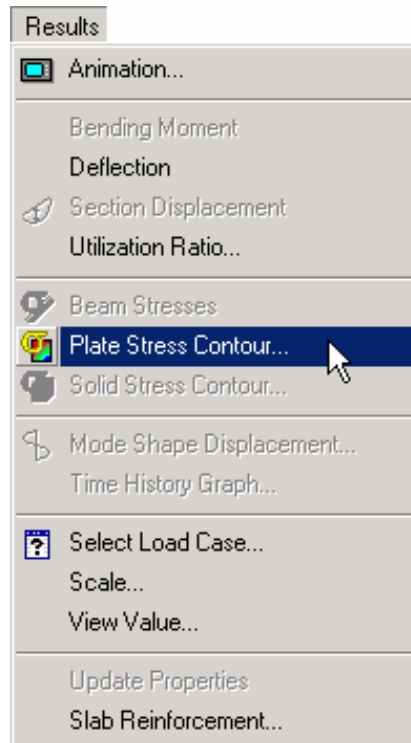 Results
Animation...
Bending Moment
Deflection
Section Displacement
Utilization Ratio...
Beam Stresses
Plate Stress Contour...
Solid Stress Contour...
Mode Shape Displacement...
Time History Graph...
Select Load Case...
Scale...
View Value...
Update Properties
Slab Reinforcement...